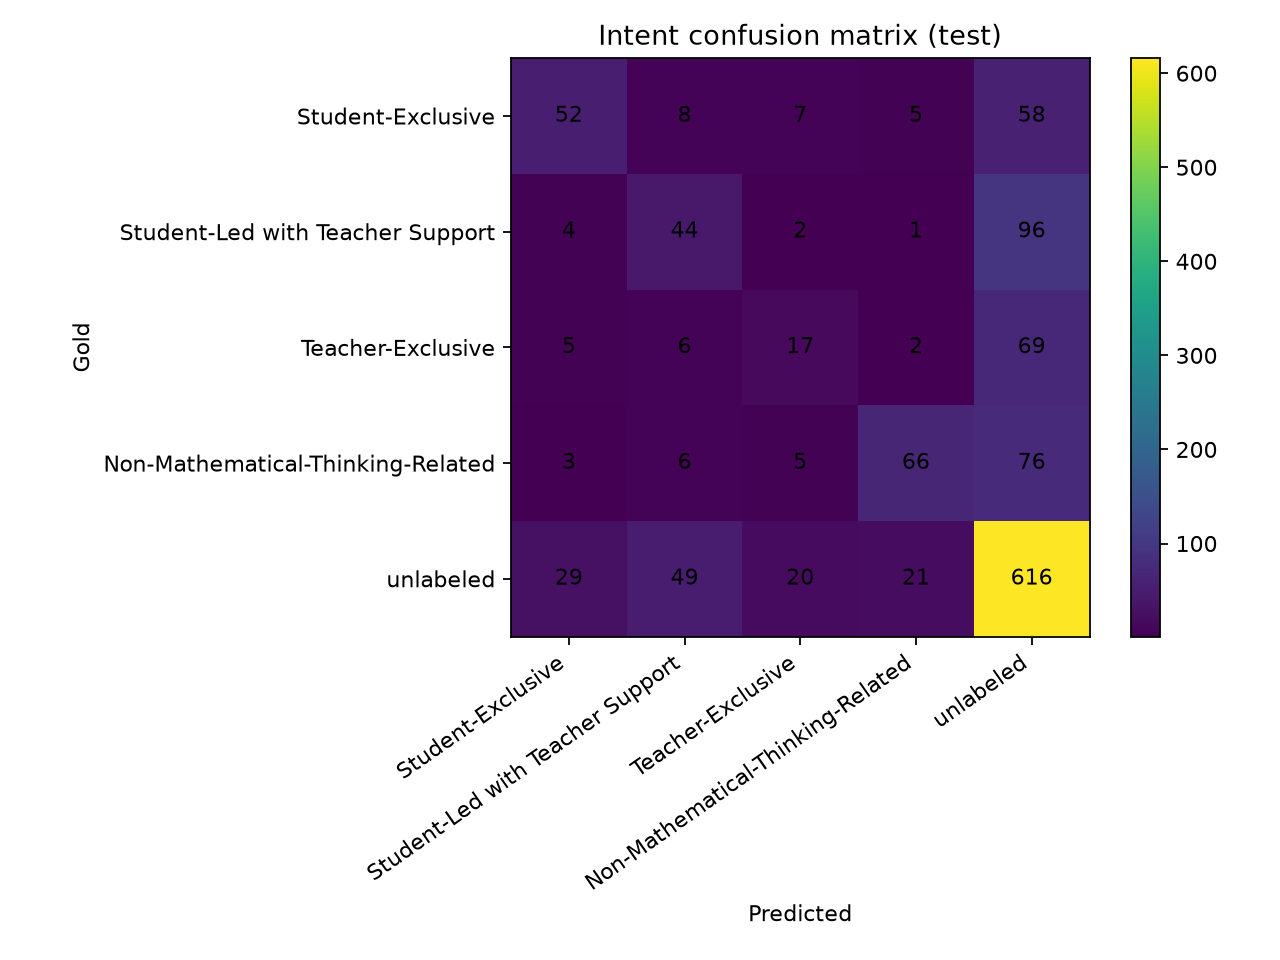 Intent confusion matrix (test)
Student-Exclusive 52 8 7 5 58
Student-Led with Teacher Support 4 44 2 1 96
Teacher-Exclusive 5 6 17 2 69
Non-Mathematical-Thinking-Related 3 6 5 66 76
unlabeled 29 49 20 21 616
Gold
Student-Exclusive
Student-Led with Teacher Support
Teacher-Exclusive
Non-Mathematical-Thinking-Related
unlabeled
Predicted
600
500
400
300
200
100